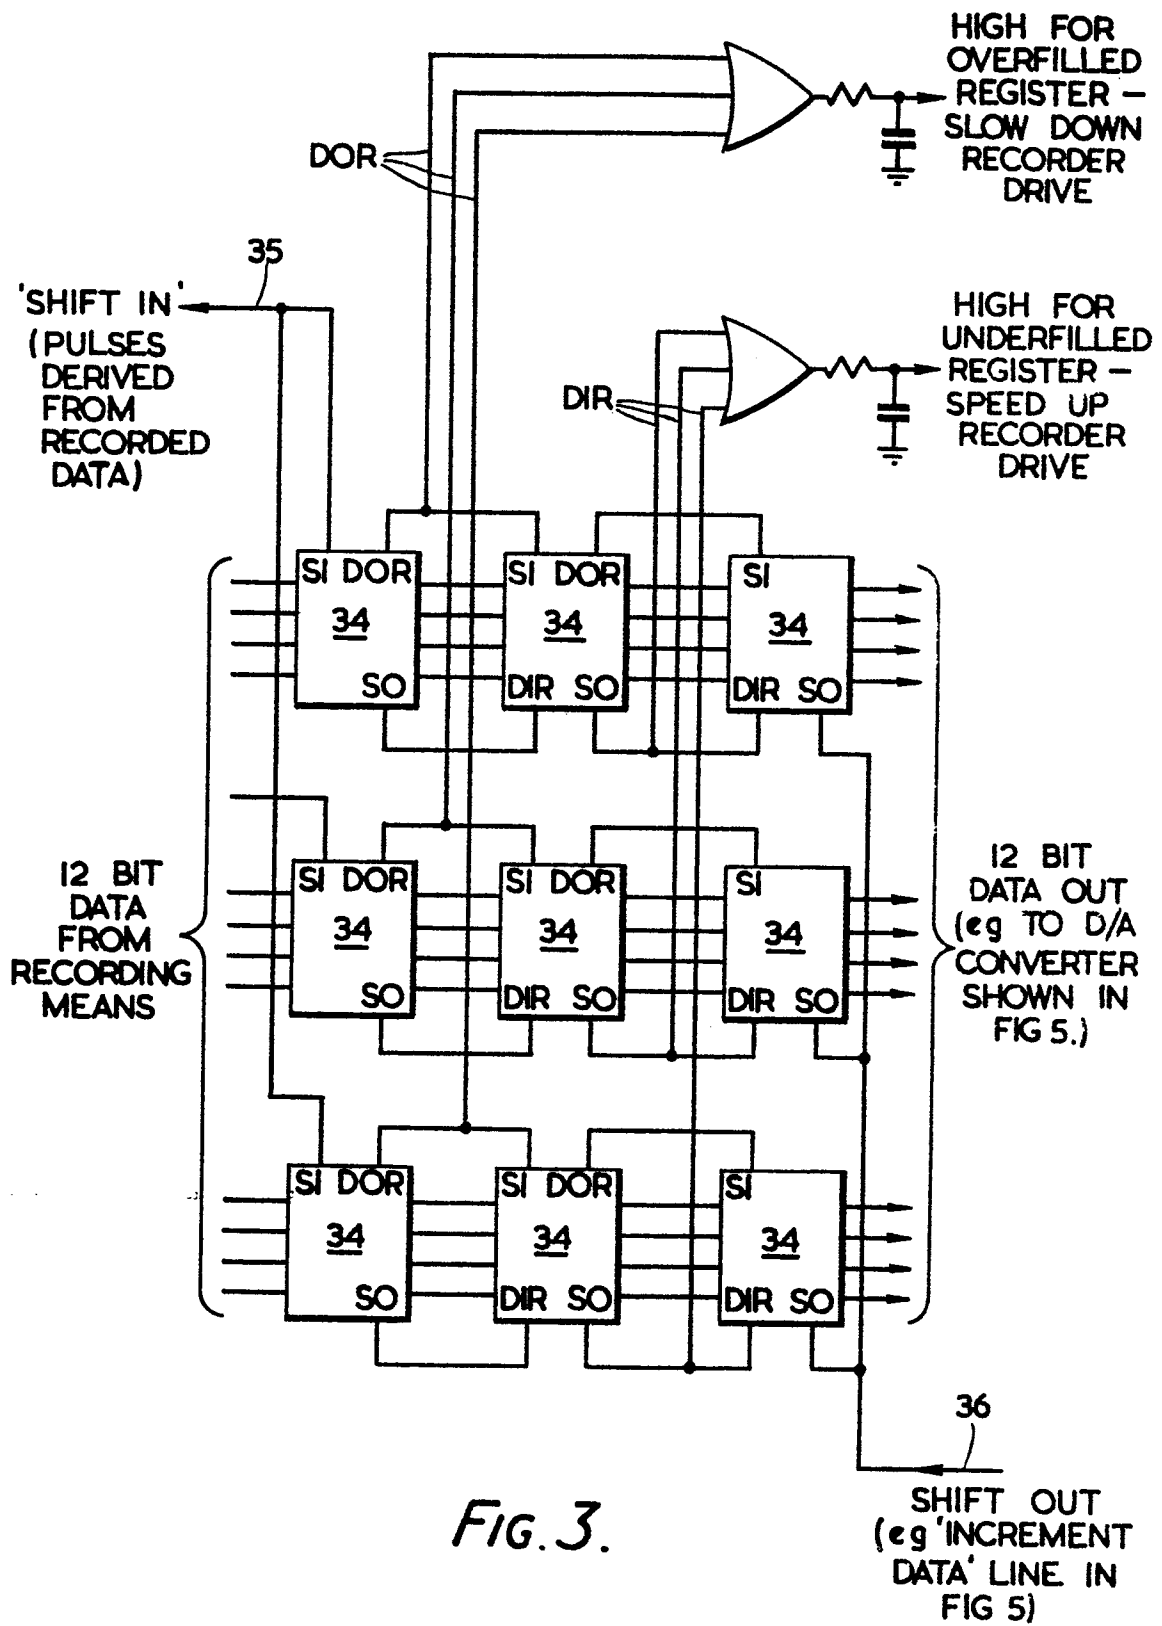 HIGH FOR
OVERFILLED
REGISTER —
SLOW DOWN
RECORDER
DRIVE
DOR
35
'SHIFT IN'
(PULSES
DERIVED
FROM
RECORDED
DATA)
HIGH FOR
UNDERFILLED
REGISTER —
SPEED UP
RECORDER
DRIVE
DIR
SI DOR
34
SO
SI DOR
34
DIR SO
SI
34
DIR SO
12 BIT
DATA
FROM
RECORDING
MEANS
SI DOR
34
SO
SI DOR
34
DIR SO
SI
34
DIR SO
12 BIT
DATA OUT
(eg TO D/A
CONVERTER
SHOWN IN
FIG 5.)
SI DOR
34
SO
SI DOR
34
DIR SO
SI
34
DIR SO
36
SHIFT OUT
(eg 'INCREMENT
DATA' LINE IN
FIG 5)
FIG. 3.